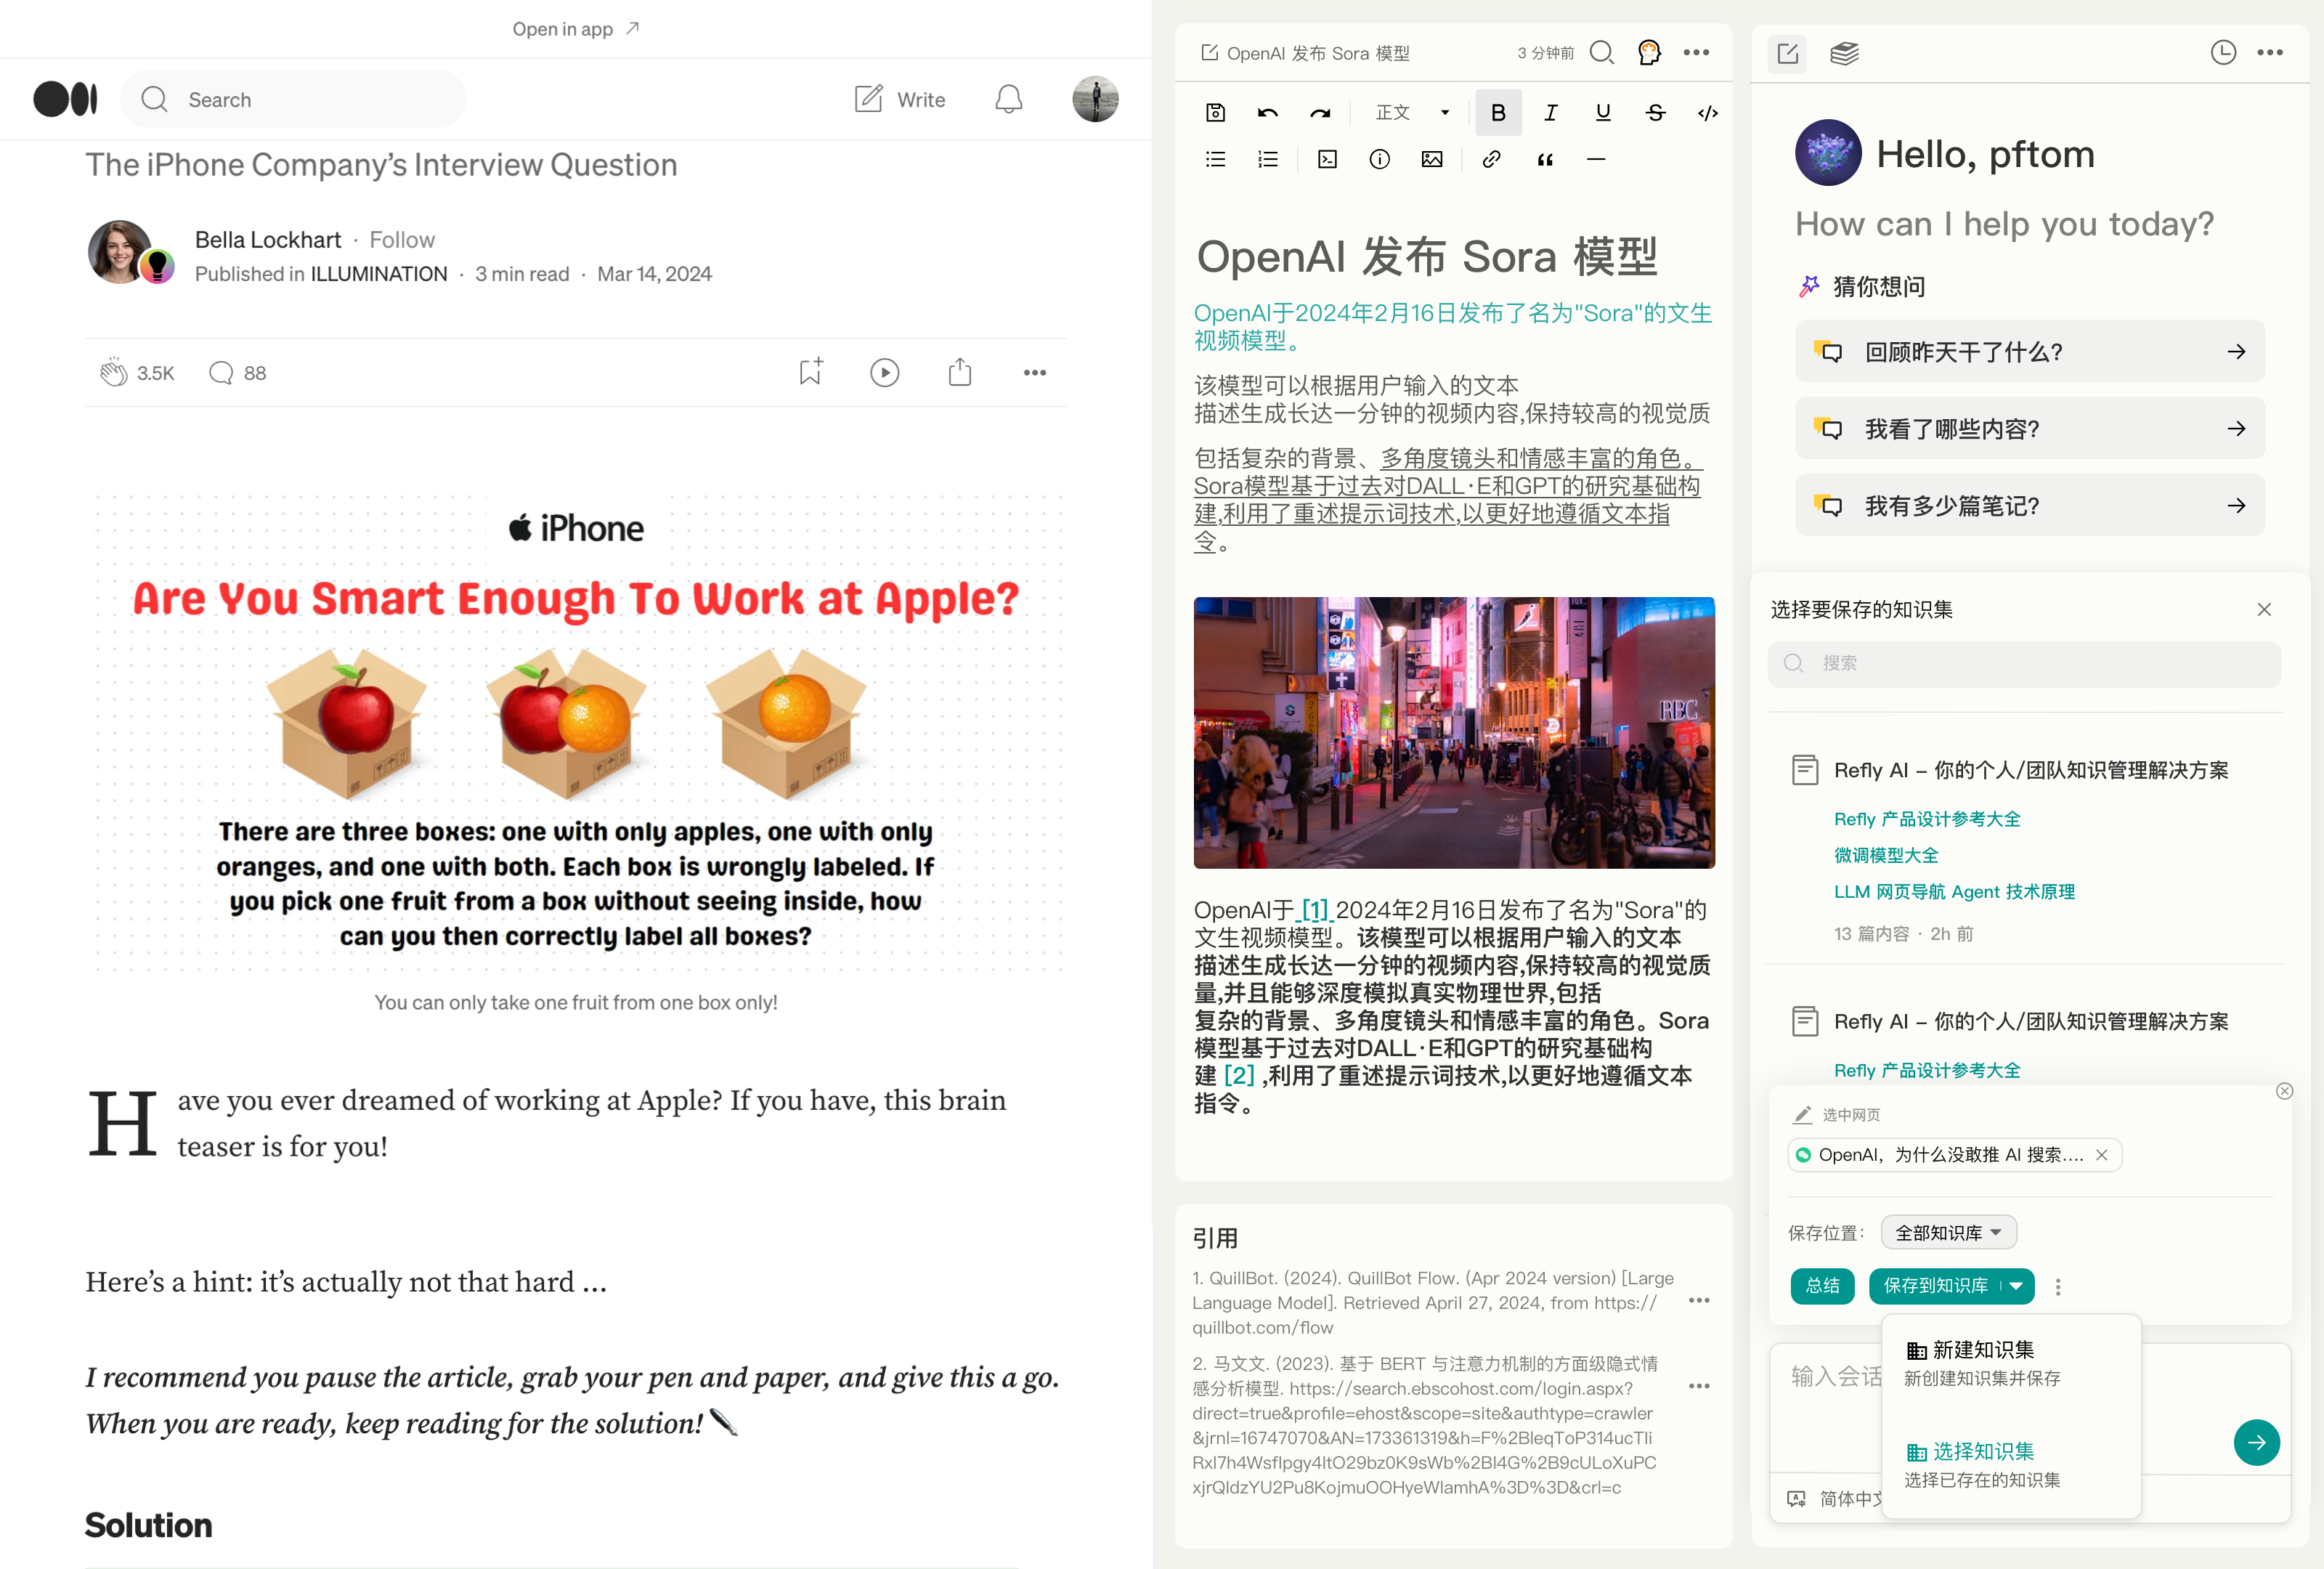 Open in app
Search
Write
The iPhone Company’s Interview Question
Bella Lockhart · Follow
Published in ILLUMINATION · 3 min read · Mar 14, 2024
3.5K
88
iPhone
Are You Smart Enough To Work at Apple?
There are three boxes: one with only apples, one with only
oranges, and one with both. Each box is wrongly labeled. If
you pick one fruit from a box without seeing inside, how
can you then correctly label all boxes?
You can only take one fruit from one box only!
Have you ever dreamed of working at Apple? If you have, this brain
teaser is for you!
Here’s a hint: it’s actually not that hard …
I recommend you pause the article, grab your pen and paper, and give this a go.
When you are ready, keep reading for the solution!
Solution
OpenAI 发布 Sora 模型
3 分钟前
正文
B
I
U
S
OpenAI 发布 Sora 模型
OpenAI于2024年2月16日发布了名为"Sora"的文生
视频模型。
该模型可以根据用户输入的文本
描述生成长达一分钟的视频内容,保持较高的视觉质
包括复杂的背景、多角度镜头和情感丰富的角色。
Sora模型基于过去对DALL·E和GPT的研究基础构
建,利用了重述提示词技术,以更好地遵循文本指
令。
RBC
OpenAI于 [1] 2024年2月16日发布了名为"Sora"的
文生视频模型。该模型可以根据用户输入的文本
描述生成长达一分钟的视频内容,保持较高的视觉质
量,并且能够深度模拟真实物理世界,包括
复杂的背景、多角度镜头和情感丰富的角色。Sora
模型基于过去对DALL·E和GPT的研究基础构
建 [2] ,利用了重述提示词技术,以更好地遵循文本
指令。
引用
1. QuillBot. (2024). QuillBot Flow. (Apr 2024 version) [Large
Language Model]. Retrieved April 27, 2024, from https://
quillbot.com/flow
2. 马文文. (2023). 基于 BERT 与注意力机制的方面级隐式情
感分析模型. https://search.ebscohost.com/login.aspx?
direct=true&profile=ehost&scope=site&authtype=crawler
&jrnl=16747070&AN=173361319&h=F%2BleqToP314ucTIi
Rxl7h4Wsflpgy4ltO29bz0K9sWb%2BI4G%2B9cULoXuPC
xjrQldzYU2Pu8KojmuOOHyeWlamhA%3D%3D&crl=c
Hello, pftom
How can I help you today?
猜你想问
回顾昨天干了什么?
我看了哪些内容?
我有多少篇笔记?
选择要保存的知识集
搜索
Refly AI – 你的个人/团队知识管理解决方案
Refly 产品设计参考大全
微调模型大全
LLM 网页导航 Agent 技术原理
13 篇内容 · 2h 前
Refly AI – 你的个人/团队知识管理解决方案
Refly 产品设计参考大全
选中网页
OpenAI，为什么没敢推 AI 搜索....
保存位置：
全部知识库
总结
保存到知识库
新建知识集
新创建知识集并保存
选择知识集
选择已存在的知识集
输入会话
简体中文